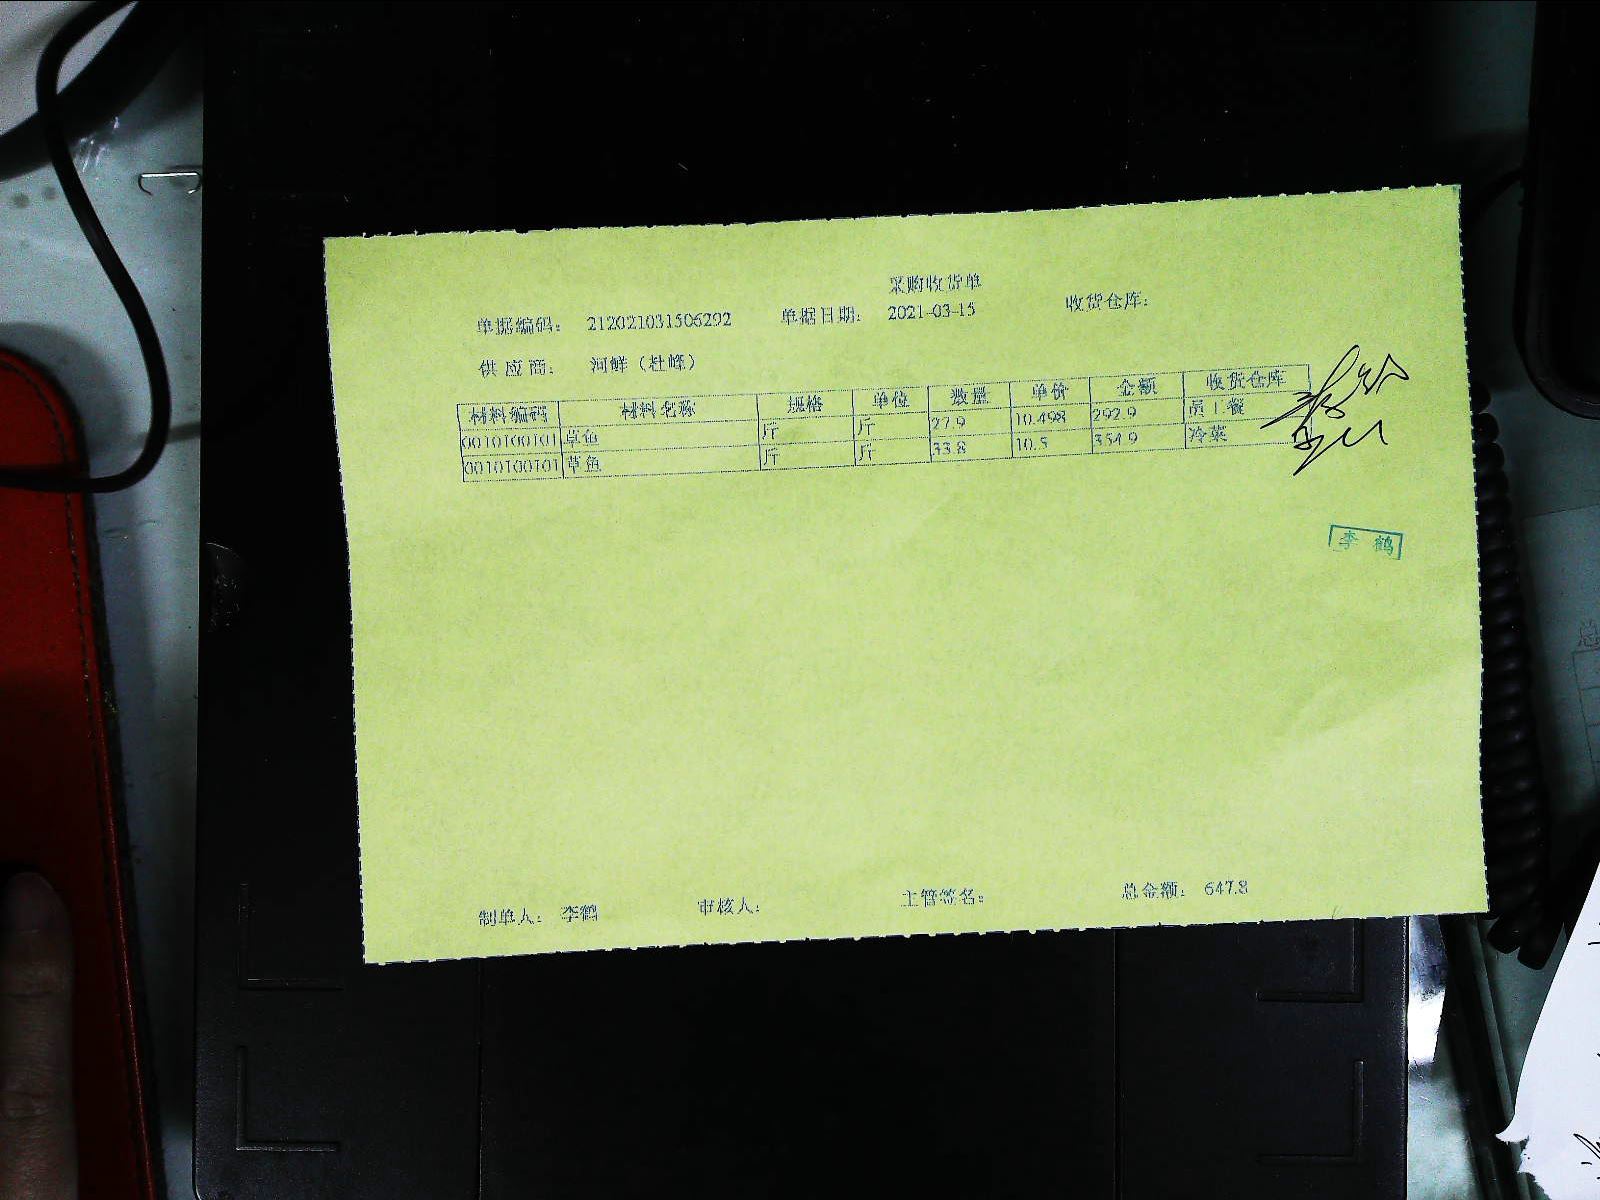 采购收货单
单据编码： 212021031506292 单据日期： 2021-03-15 收货仓库：
供应商： 河鲜（杜峰）
材料编码 材料名称 规格 单位 数量 单价 金额 收货仓库
0010100101 草鱼 斤 斤 27.9 10.498 292.9 员工餐
0010100101 草鱼 斤 斤 33.8 10.5 354.9 冷菜
李鹤
制单人： 李鹤 审核人： 主管签名： 总金额： 647.8